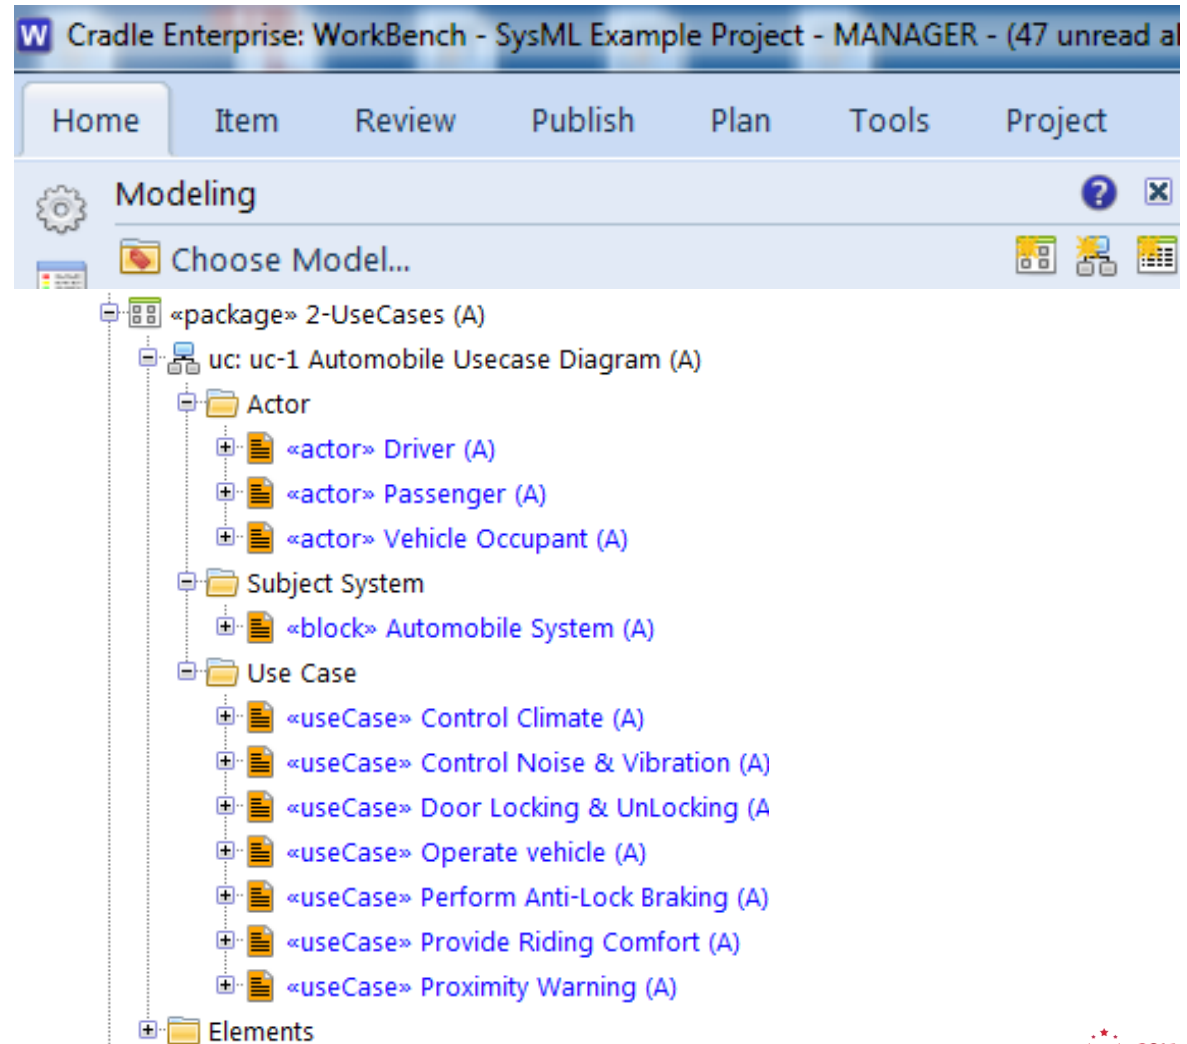 W Cradle Enterprise: WorkBench - SysML Example Project - MANAGER - (47 unread al
Home Item Review Publish Plan Tools Project
Modeling ?
Choose Model...
«package» 2-UseCases (A)
uc: uc-1 Automobile Usecase Diagram (A)
Actor
«actor» Driver (A)
«actor» Passenger (A)
«actor» Vehicle Occupant (A)
Subject System
«block» Automobile System (A)
Use Case
«useCase» Control Climate (A)
«useCase» Control Noise & Vibration (A)
«useCase» Door Locking & UnLocking (A
«useCase» Operate vehicle (A)
«useCase» Perform Anti-Lock Braking (A)
«useCase» Provide Riding Comfort (A)
«useCase» Proximity Warning (A)
Elements